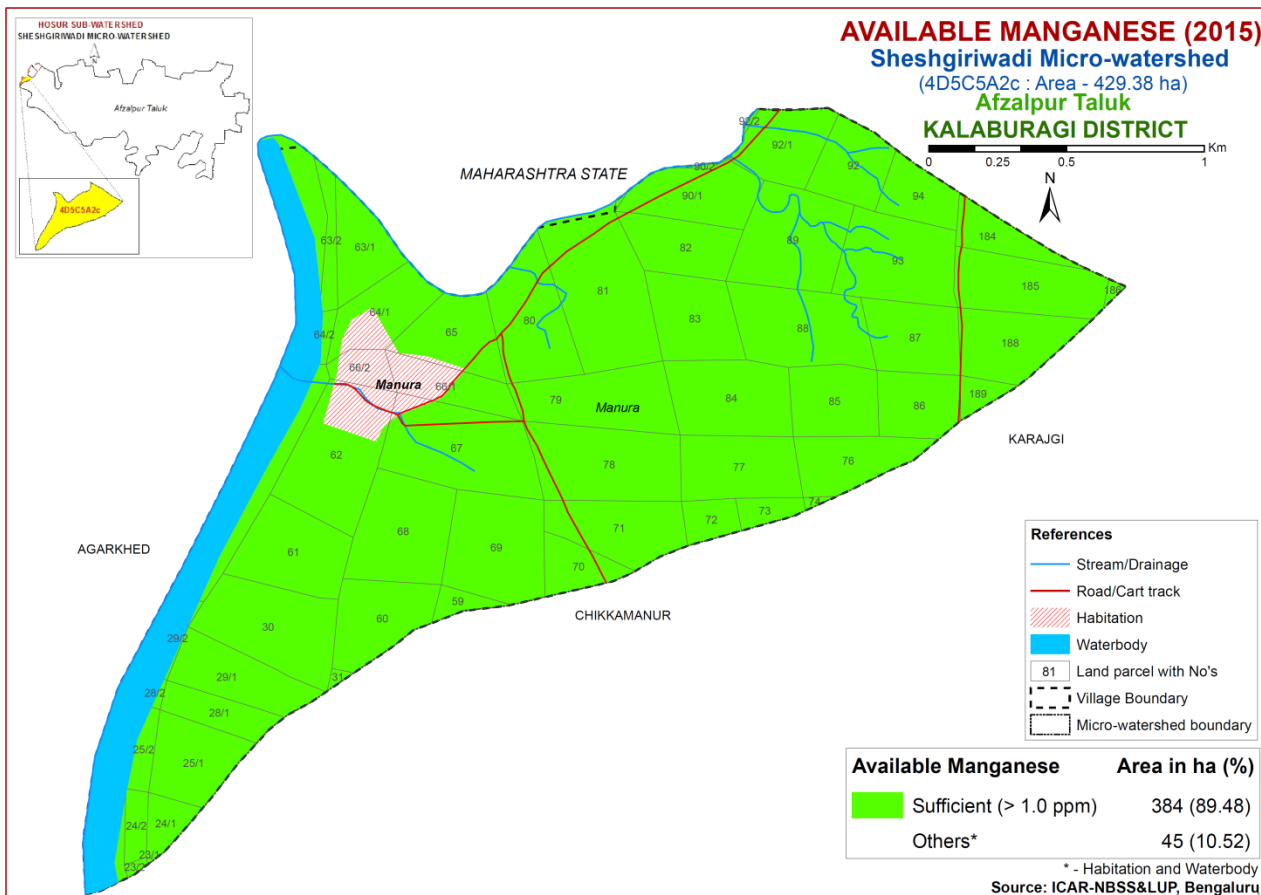 HOSUR SUB-WATERSHED
SHESHGIRIWADI MICRO-WATERSHED
N
Afzalpur Taluk
4D5C5A2c
AVAILABLE MANGANESE (2015)
Sheshgiriwadi Micro-watershed
(4D5C5A2c : Area - 429.38 ha)
Afzalpur Taluk
KALABURAGI DISTRICT
Km
0 0.25 0.5 1
N
MAHARASHTRA STATE
92/2
92/1
92
90/2
90/1
94
184
63/2
63/1
82
89
93
185
186
64/1
81
80
83
64/2
65
88
87
188
66/2
Manura
66/1
79
Manura
84
85
86
189
KARAJGI
62
67
78
77
76
74
73
72
71
AGARKHED
61
68
69
70
CHIKKAMANUR
59
60
30
29/2
31
29/1
28/2
28/1
25/2
25/1
24/2
24/1
23/1
23/2
References
Stream/Drainage
Road/Cart track
Habitation
Waterbody
81 Land parcel with No's
Village Boundary
Micro-watershed boundary
Available Manganese Area in ha (%)
Sufficient (> 1.0 ppm) 384 (89.48)
Others* 45 (10.52)
* - Habitation and Waterbody
Source: ICAR-NBSS&LUP, Bengaluru